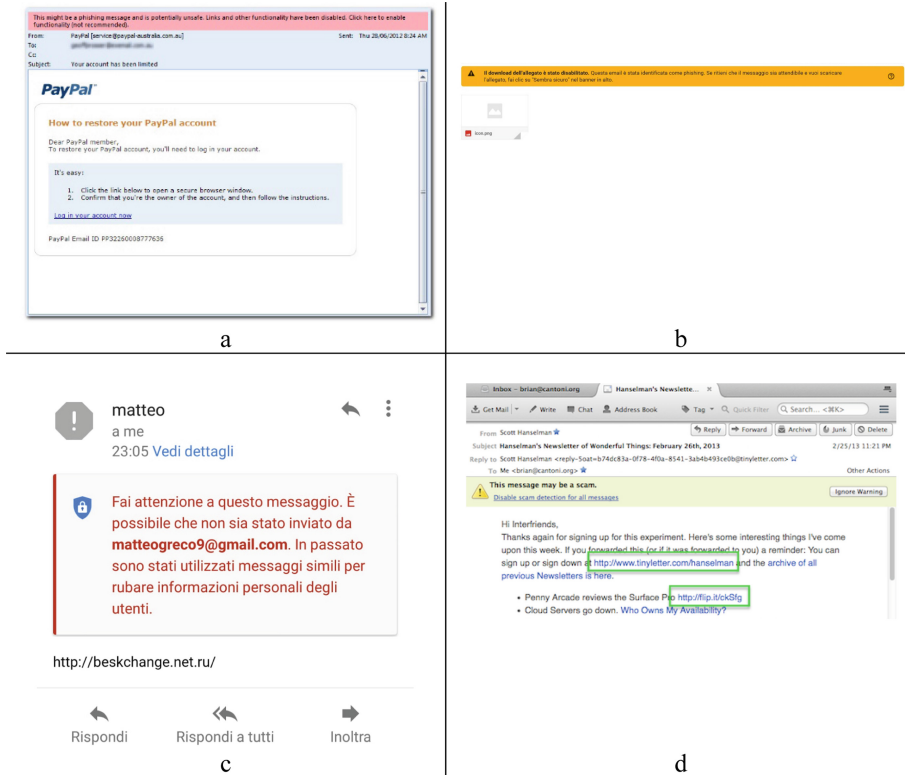 This might be a phishing message and is potentially unsafe. Links and other functionality have been disabled. Click here to enable
functionality (not recommended).
From: PayPal [service@paypal-australia.com.au] Sent: Thu 28/06/2012 8:24 AM
To:
Cc:
Subject: Your account has been limited
PayPal
How to restore your PayPal account
Dear PayPal member,
To restore your PayPal account, you'll need to log in your account.
It's easy:
1. Click the link below to open a secure browser window.
2. Confirm that you're the owner of the account, and then follow the instructions.
Log in your account now
PayPal Email ID PP32260008777636
a
Il download dell'allegato è stato disabilitato. Questa email è stata identificata come phishing. Se ritieni che il messaggio sia attendibile e vuoi scaricare
l'allegato, fai clic su "Sembra sicuro" nel banner in alto.
icon.png
b
matteo
a me
23:05 Vedi dettagli
Fai attenzione a questo messaggio. È
possibile che non sia stato inviato da
matteogreco9@gmail.com. In passato
sono stati utilizzati messaggi simili per
rubare informazioni personali degli
utenti.
http://beskchange.net.ru/
Rispondi Rispondi a tutti Inoltra
c
Inbox - brian@cantoni.org Hanselman's Newslette... ×
Get Mail Write Chat Address Book Tag Quick Filter Search... <⌘K>
From Scott Hanselman Reply Forward Archive Junk Delete
Subject Hanselman's Newsletter of Wonderful Things: February 26th, 2013 2/25/13 11:21 PM
Reply to Scott Hanselman <reply-5oat=b74dc83a-0f78-4f0a-8541-3ab4b493ce0b@tinyletter.com>
To Me <brian@cantoni.org> Other Actions
This message may be a scam.
Disable scam detection for all messages Ignore Warning
Hi Interfriends,
Thanks again for signing up for this experiment. Here's some interesting things I've come
upon this week. If you forwarded this (or if it was forwarded to you) a reminder: You can
sign up or sign down at http://www.tinyletter.com/hanselman and the archive of all
previous Newsletters is here.
• Penny Arcade reviews the Surface Pro http://flip.it/ckSfg
• Cloud Servers go down. Who Owns My Availability?
d